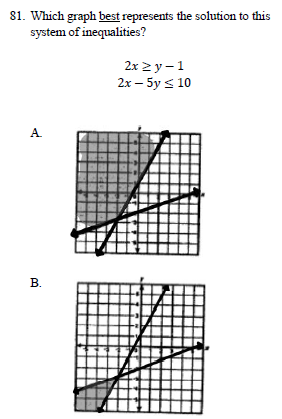 81. Which graph best represents the solution to this
system of inequalities?
2x ≥ y – 1
2x – 5y ≤ 10
A.
B.